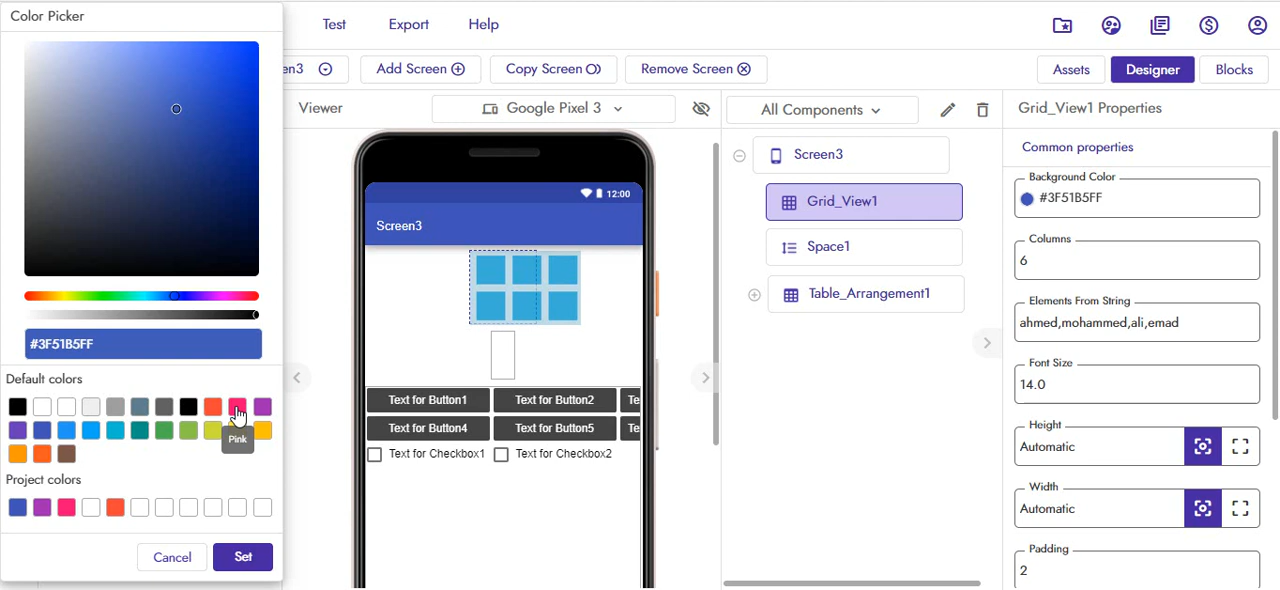 Color Picker
Test
Export
Help
en3
Add Screen
Copy Screen
Remove Screen
Assets
Designer
Blocks
Viewer
Google Pixel 3
All Components
Grid_View1 Properties
Common properties
12:00
Screen3
Screen3
Grid_View1
Space1
Table_Arrangement1
Background Color
#3F51B5FF
Columns
6
Elements From String
ahmed,mohammed,ali,emad
Font Size
14.0
Height
Automatic
Width
Automatic
Padding
2
#3F51B5FF
Default colors
Pink
Project colors
Cancel
Set
Text for Button1
Text for Button2
Te
Text for Button4
Text for Button5
Te
Text for Checkbox1
Text for Checkbox2